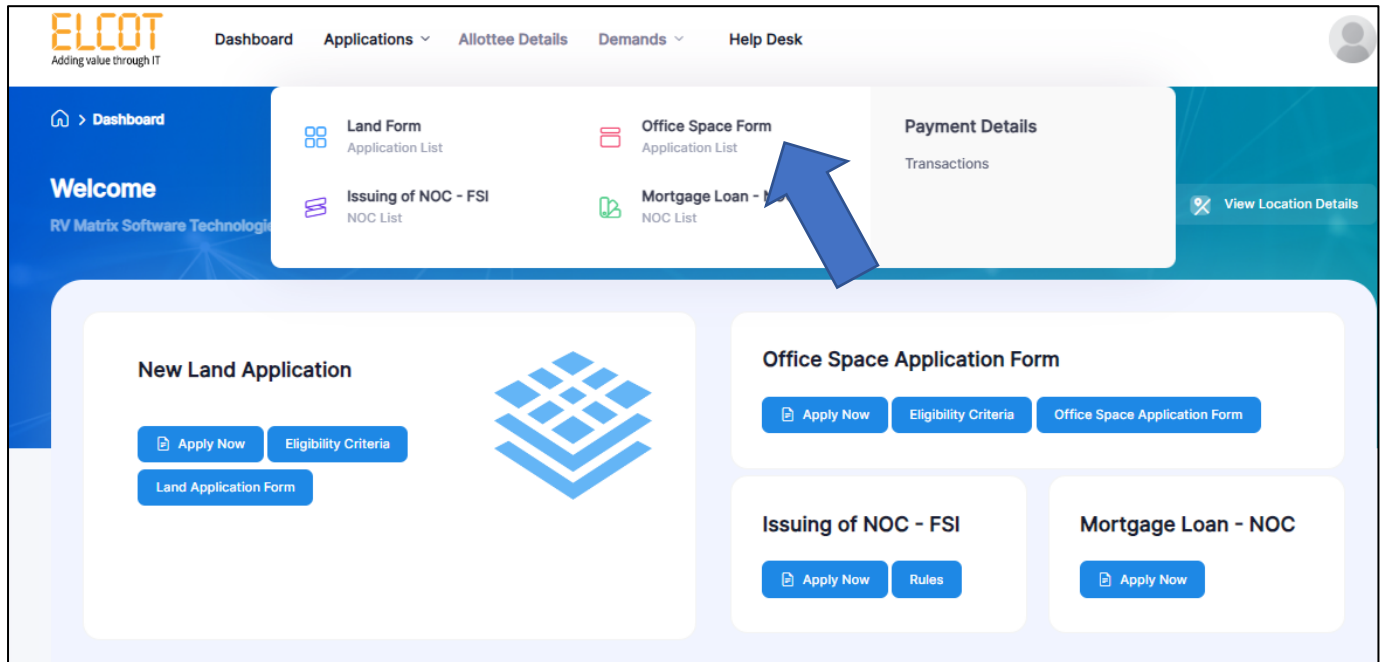 ELCOT
Adding value through IT
Dashboard Applications Allottee Details Demands Help Desk
> Dashboard
Welcome
RV Matrix Software
Land Form
Application List
Office Space Form
Application List
Issuing of NOC - FSI
NOC List
Mortgage Loan -
NOC List
Payment Details
Transactions
View Location Details
New Land Application
Apply Now Eligibility Criteria
Land Application Form
Office Space Application Form
Apply Now Eligibility Criteria Office Space Application Form
Issuing of NOC - FSI
Apply Now Rules
Mortgage Loan - NOC
Apply Now